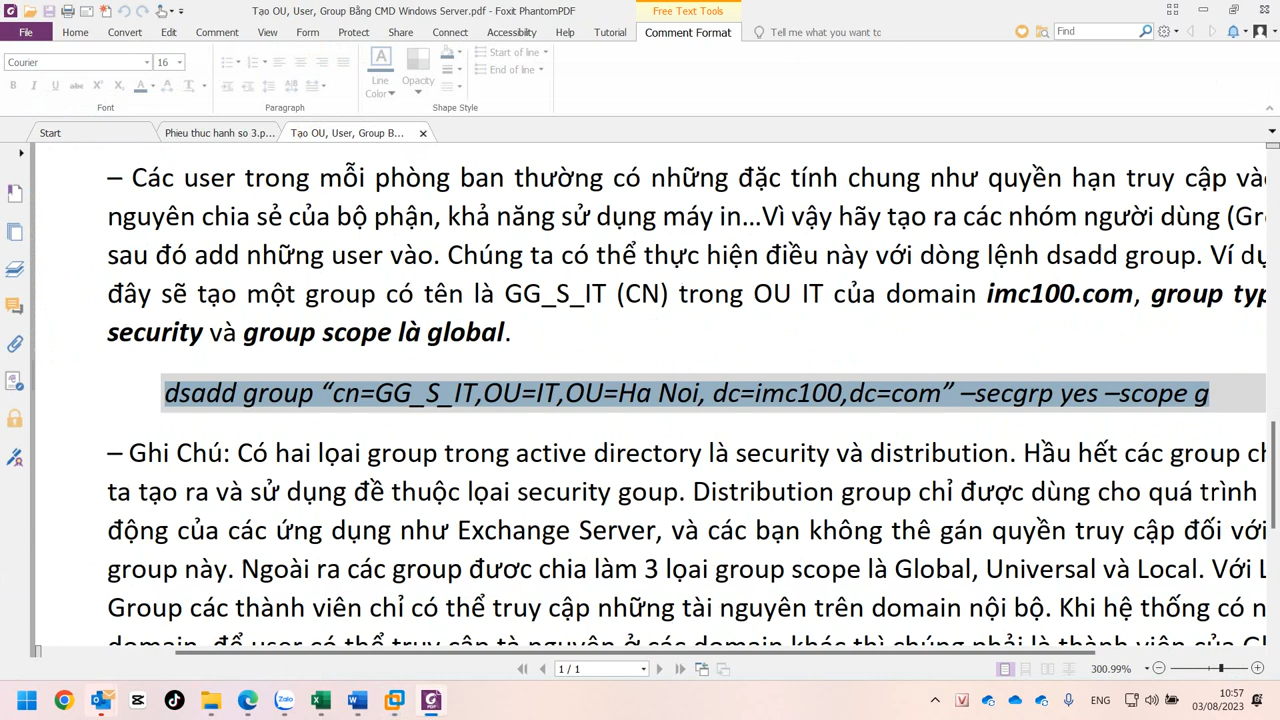 Tạo OU, User, Group Bằng CMD Windows Server.pdf - Foxit PhantomPDF
Free Text Tools
File Home Convert Edit Comment View Form Protect Share Connect Accessibility Help Tutorial Comment Format Tell me what you want tc Find
Courier 16
Start of line
End of line
Line
Color
Opacity
Font Paragraph Shape Style
Start Phieu thuc hanh so 3.p... Tạo OU, User, Group B...
– Các user trong mỗi phòng ban thường có những đặc tính chung như quyền hạn truy cập và
nguyên chia sẻ của bộ phận, khả năng sử dụng máy in…Vì vậy hãy tạo ra các nhóm người dùng (Gr
sau đó add những user vào. Chúng ta có thể thực hiện điều này với dòng lệnh dsadd group. Ví dụ
đây sẽ tạo một group có tên là GG_S_IT (CN) trong OU IT của domain imc100.com, group typ
security và group scope là global.
dsadd group “cn=GG_S_IT,OU=IT,OU=Ha Noi, dc=imc100,dc=com” –secgrp yes –scope g
– Ghi Chú: Có hai lọai group trong active directory là security và distribution. Hầu hết các group ch
ta tạo ra và sử dụng đề thuộc lọai security goup. Distribution group chỉ được dùng cho quá trình
động của các ứng dụng như Exchange Server, và các bạn không thê gán quyền truy cập đối với
group này. Ngoài ra các group đươc chia làm 3 lọai group scope là Global, Universal và Local. Với L
Group các thành viên chỉ có thể truy cập những tài nguyên trên domain nội bộ. Khi hệ thống có n
1 / 1 300.99%
ENG 10:57
03/08/2023